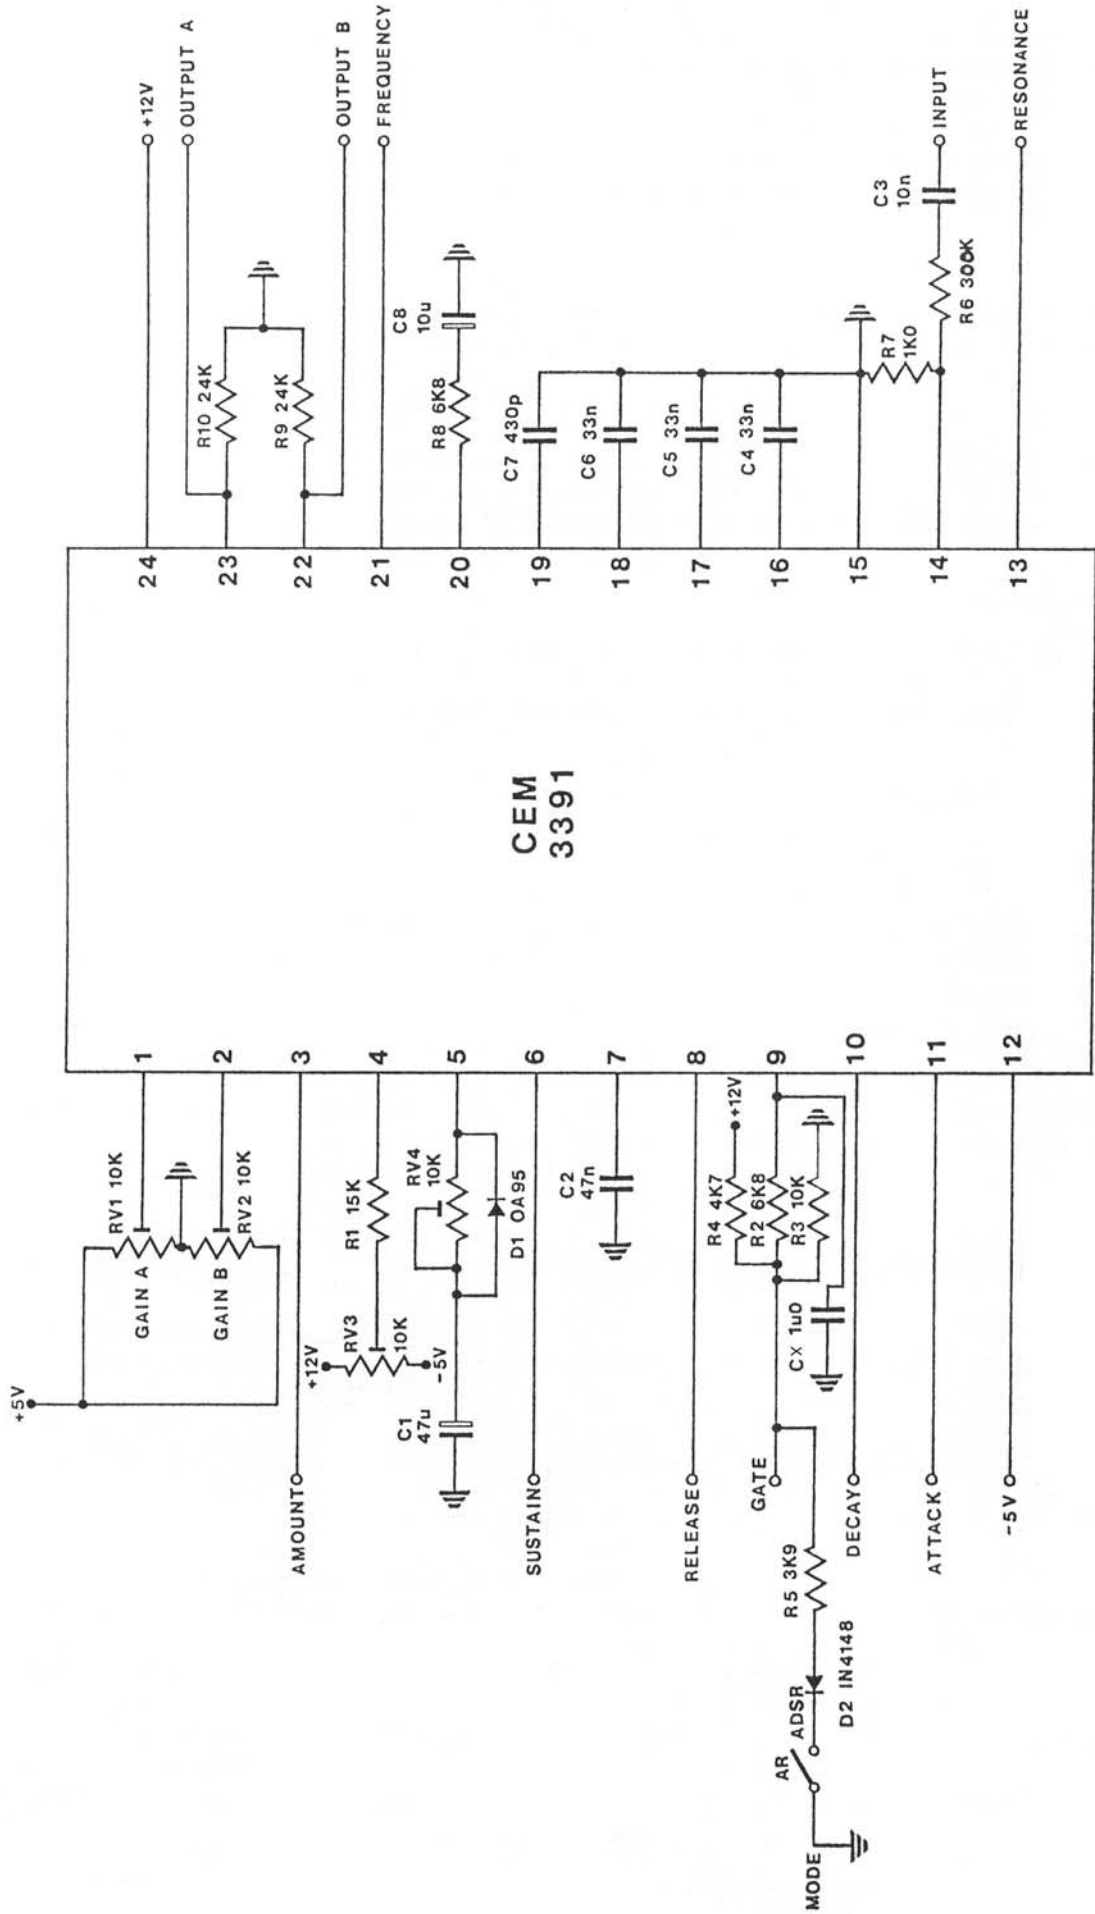 24
+12V
23
OUTPUT A
R10 24K
22
R9 24K
OUTPUT B
21
FREQUENCY
20
R8 6K8
C8
10u
19
C7 430p
18
C6 33n
17
C5 33n
16
C4 33n
15
R7
1K0
14
R6 300K
C3
10n
INPUT
13
RESONANCE
CEM
3391
+5V
1
RV1 10K
GAIN A
2
RV2 10K
GAIN B
3
AMOUNT
4
R1 15K
+12V
RV3
10K
-5V
5
RV4
10K
D1 OA95
C1
47u
6
SUSTAIN
7
C2
47n
8
RELEASE
9
+12V
R4 4K7
R2 6K8
R3 10K
CX 1u0
GATE
R5 3K9
D2 IN4148
ADSR
AR
MODE
10
DECAY
11
ATTACK
12
-5V